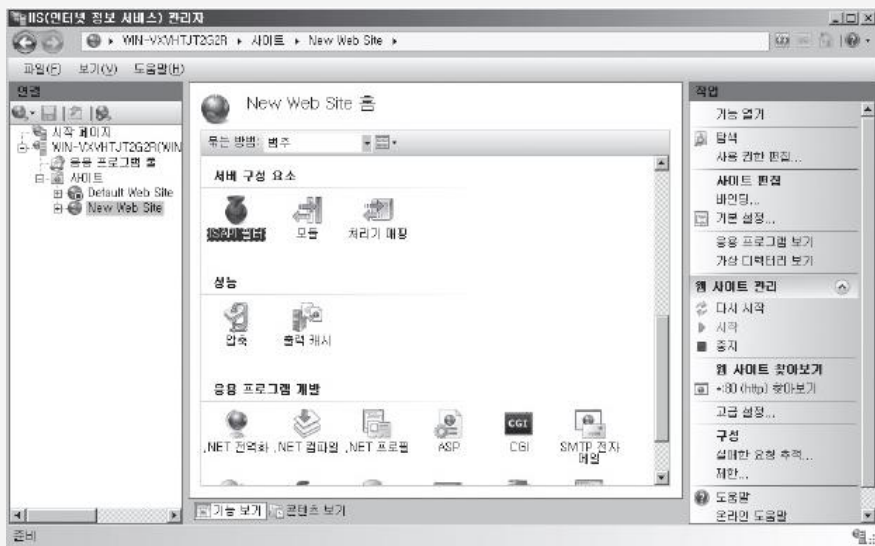 IIS(인터넷 정보 서비스) 관리자
WIN-VXVHTJT2G2R ▸ 사이트 ▸ New Web Site ▸
파일(F) 보기(V) 도움말(H)
연결
시작 페이지
WIN-VXVHTJT2G2R(WIN
응용 프로그램 풀
사이트
Default Web Site
New Web Site
New Web Site 홈
묶는 방법: 범주
서버 구성 요소
ISAPI 필터 모듈 처리기 매핑
성능
압축 출력 캐시
응용 프로그램 개발
.NET 전역화 .NET 컴파일 .NET 프로필 ASP CGI SMTP 전자 메일
기능 보기 콘텐츠 보기
작업
기능 열기
탐색
사용 권한 편집...
사이트 편집
바인딩...
기본 설정...
응용 프로그램 보기
가상 디렉터리 보기
웹 사이트 관리
다시 시작
시작
중지
웹 사이트 찾아보기
*:80 (http) 찾아보기
고급 설정...
구성
실패한 요청 추적...
제한...
도움말
온라인 도움말
준비